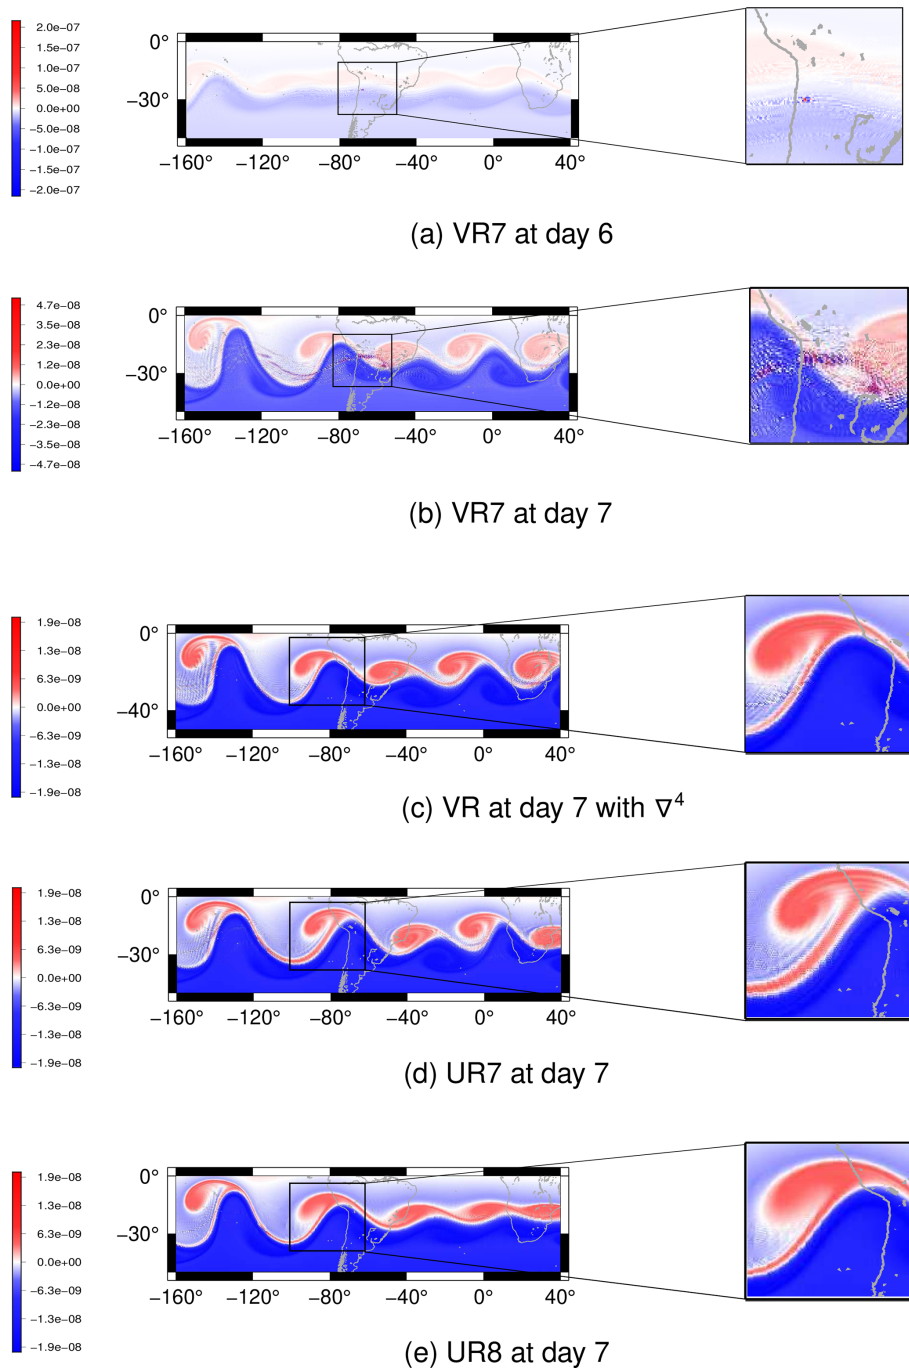 2.0e−07
1.5e−07
1.0e−07
5.0e−08
0.0e+00
−5.0e−08
−1.0e−07
−1.5e−07
−2.0e−07
0°
−30°
−160° −120° −80° −40° 0° 40°
(a) VR7 at day 6
4.7e−08
3.5e−08
2.3e−08
1.2e−08
0.0e+00
−1.2e−08
−2.3e−08
−3.5e−08
−4.7e−08
0°
−30°
−160° −120° −80° −40° 0° 40°
(b) VR7 at day 7
1.9e−08
1.3e−08
6.3e−09
0.0e+00
−6.3e−09
−1.3e−08
−1.9e−08
0°
−40°
−160° −120° −80° −40° 0° 40°
(c) VR at day 7 with ∇⁴
1.9e−08
1.3e−08
6.3e−09
0.0e+00
−6.3e−09
−1.3e−08
−1.9e−08
0°
−30°
−160° −120° −80° −40° 0° 40°
(d) UR7 at day 7
1.9e−08
1.3e−08
6.3e−09
0.0e+00
−6.3e−09
−1.3e−08
−1.9e−08
0°
−30°
−160° −120° −80° −40° 0° 40°
(e) UR8 at day 7